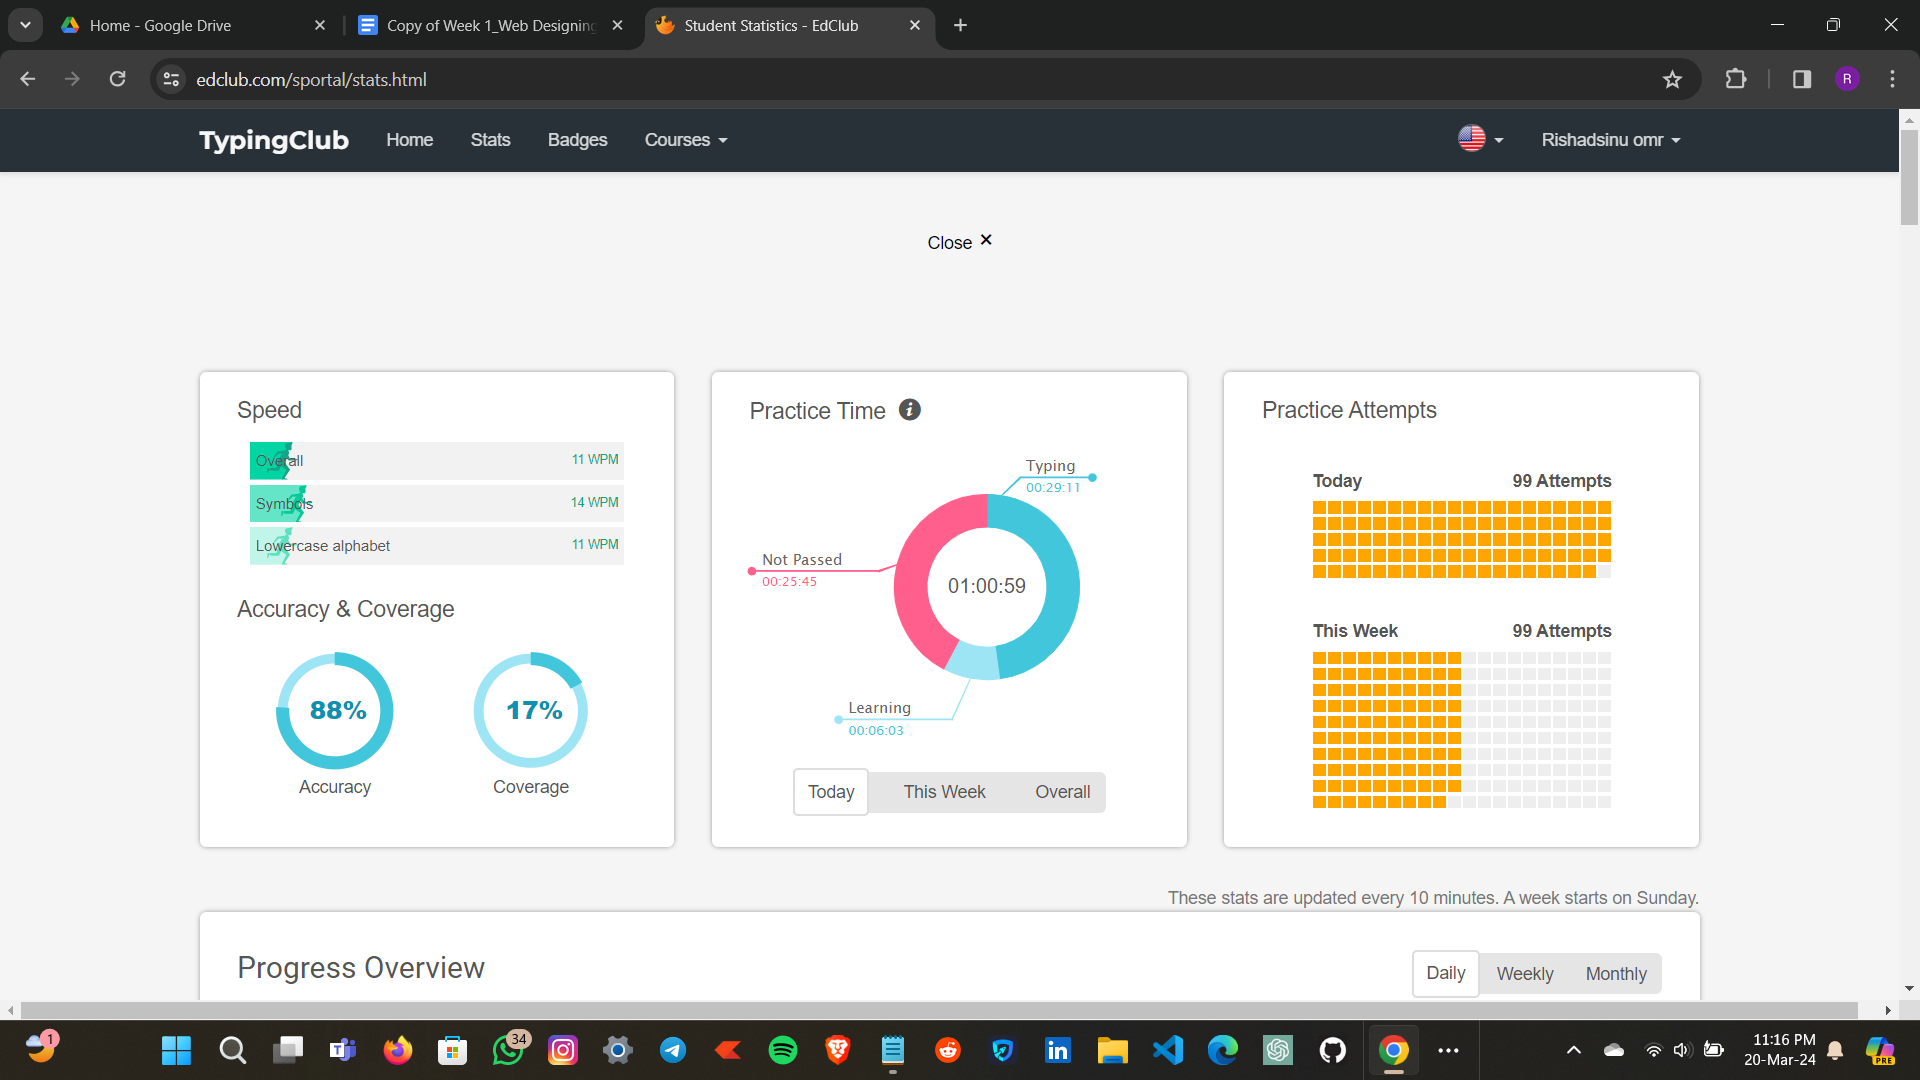 Home - Google Drive
Copy of Week 1_Web Designing
Student Statistics - EdClub
edclub.com/sportal/stats.html
R
TypingClub
Home
Stats
Badges
Courses
Rishadsinu omr
Close ×
Speed
Overall 11 WPM
Symbols 14 WPM
Lowercase alphabet 11 WPM
Accuracy & Coverage
88%
17%
Accuracy
Coverage
Practice Time
Typing
00:29:11
Not Passed
00:25:45
01:00:59
Learning
00:06:03
Today
This Week
Overall
Practice Attempts
Today 99 Attempts
This Week 99 Attempts
These stats are updated every 10 minutes. A week starts on Sunday.
Progress Overview
Daily
Weekly
Monthly
1
34
11:16 PM
20-Mar-24
PRE